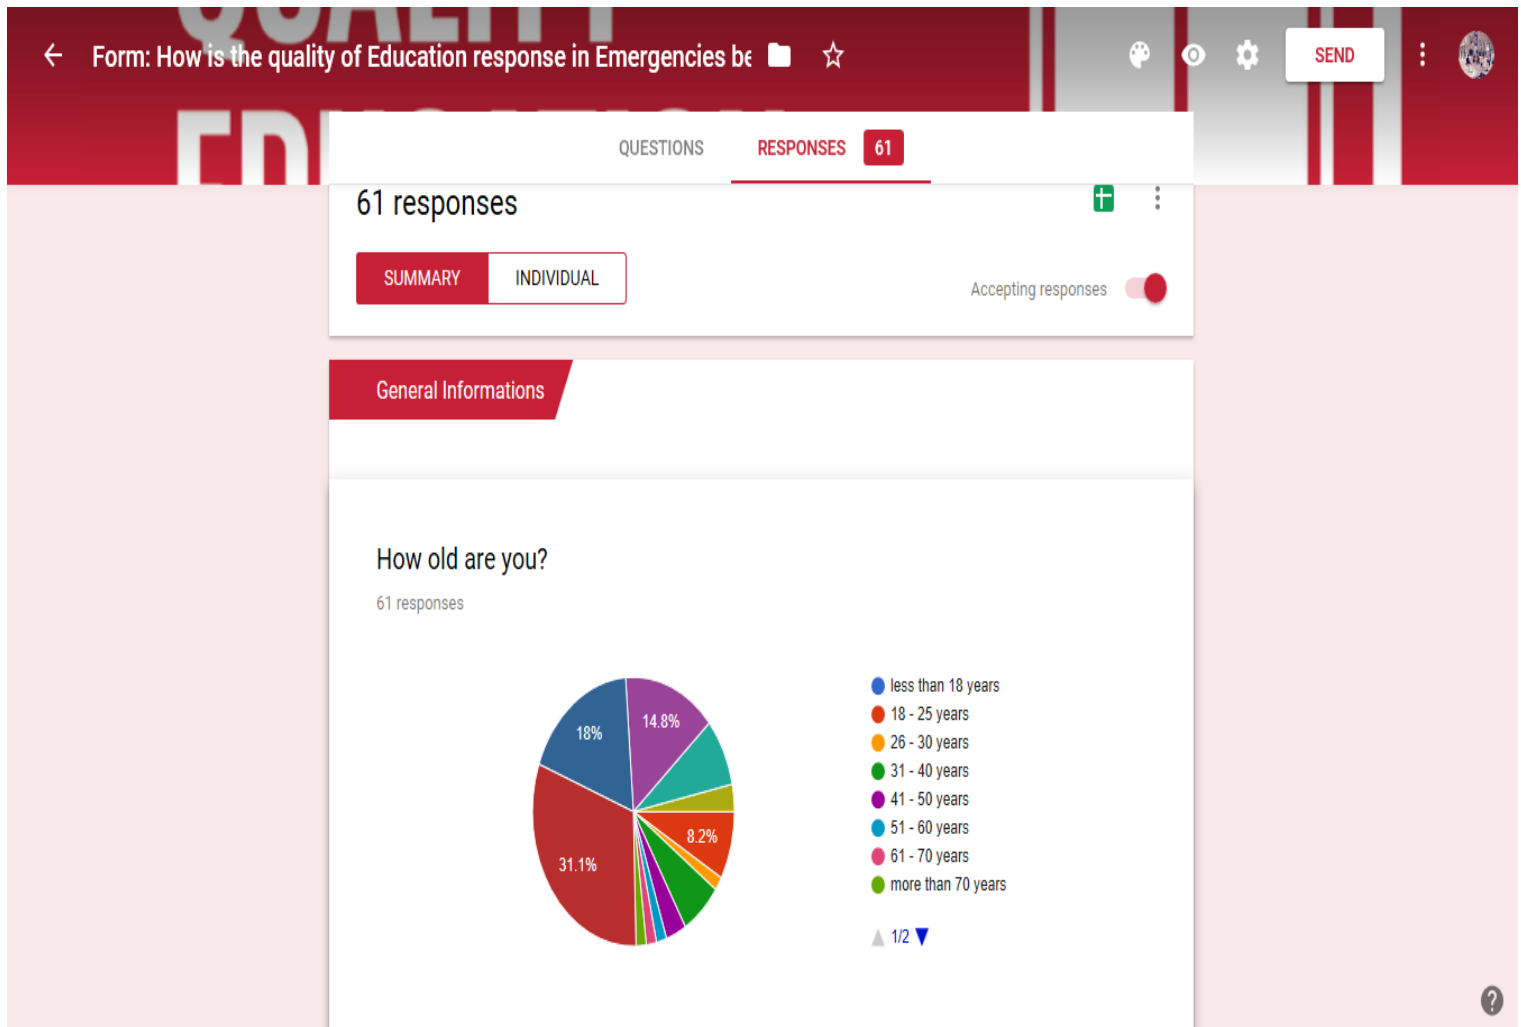 QUALITY
EDUCATION
Form: How is the quality of Education response in Emergencies be
SEND
QUESTIONS
RESPONSES 61
61 responses
SUMMARY
INDIVIDUAL
Accepting responses
General Informations
How old are you?
61 responses
18%
14.8%
8.2%
31.1%
less than 18 years
18 - 25 years
26 - 30 years
31 - 40 years
41 - 50 years
51 - 60 years
61 - 70 years
more than 70 years
1/2